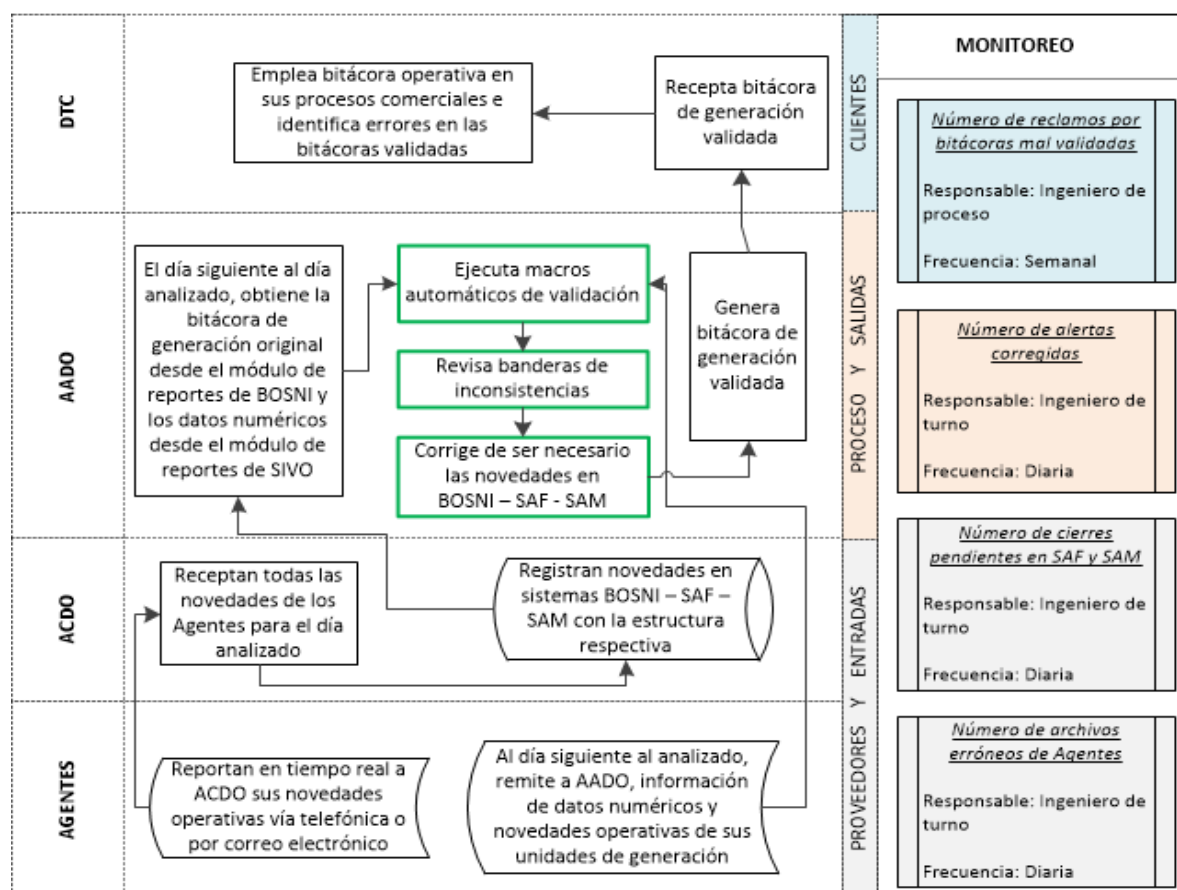 DTC
Emplea bitácora operativa en
sus procesos comerciales e
identifica errores en las
bitácoras validadas
Recepta bitácora
de generación
validada
AADO
El día siguiente al día
analizado, obtiene la
bitácora de
generación original
desde el módulo de
reportes de BOSNI y
los datos numéricos
desde el módulo de
reportes de SIVO
Ejecuta macros
automáticos de validación
Revisa banderas de
inconsistencias
Corrige de ser necesario
las novedades en
BOSNI – SAF - SAM
Genera
bitácora de
generación
validada
ACDO
Receptan todas las
novedades de los
Agentes para el día
analizado
Registran novedades en
sistemas BOSNI – SAF –
SAM con la estructura
respectiva
AGENTES
Reportan en tiempo real a
ACDO sus novedades
operativas vía telefónica o
por correo electrónico
Al día siguiente al analizado,
remite a AADO, información
de datos numéricos y
novedades operativas de sus
unidades de generación
CLIENTES
PROCESO Y SALIDAS
PROVEEDORES Y ENTRADAS
MONITOREO
Número de reclamos por
bitácoras mal validadas
Responsable: Ingeniero de
proceso
Frecuencia: Semanal
Número de alertas
corregidas
Responsable: Ingeniero de
turno
Frecuencia: Diaria
Número de cierres
pendientes en SAF y SAM
Responsable: Ingeniero de
turno
Frecuencia: Diaria
Número de archivos
erróneos de Agentes
Responsable: Ingeniero de
turno
Frecuencia: Diaria